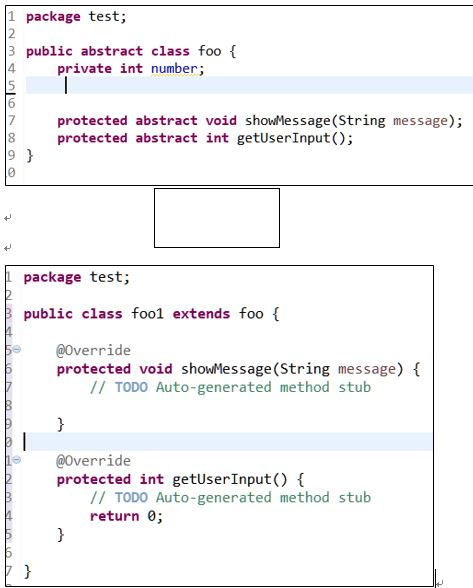 1 package test;
2
3 public abstract class foo {
4     private int number;
5
6
7     protected abstract void showMessage(String message);
8     protected abstract int getUserInput();
9 }
0
1 package test;
2
3 public class foo1 extends foo {
4
5     @Override
6     protected void showMessage(String message) {
7         // TODO Auto-generated method stub
8
9     }
0
1     @Override
2     protected int getUserInput() {
3         // TODO Auto-generated method stub
4         return 0;
5     }
6
7 }